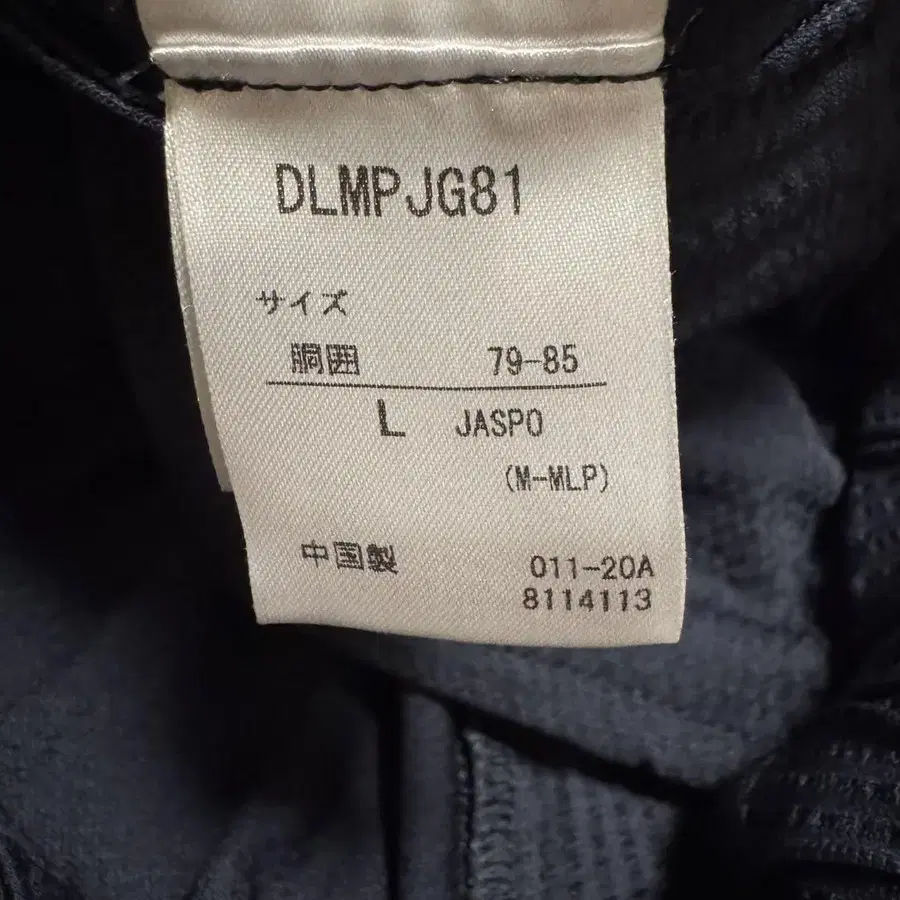 DLMPJG81
サイズ
胴囲 79-85
L JASPO
(M-MLP)
中国製 011-20A
8114113